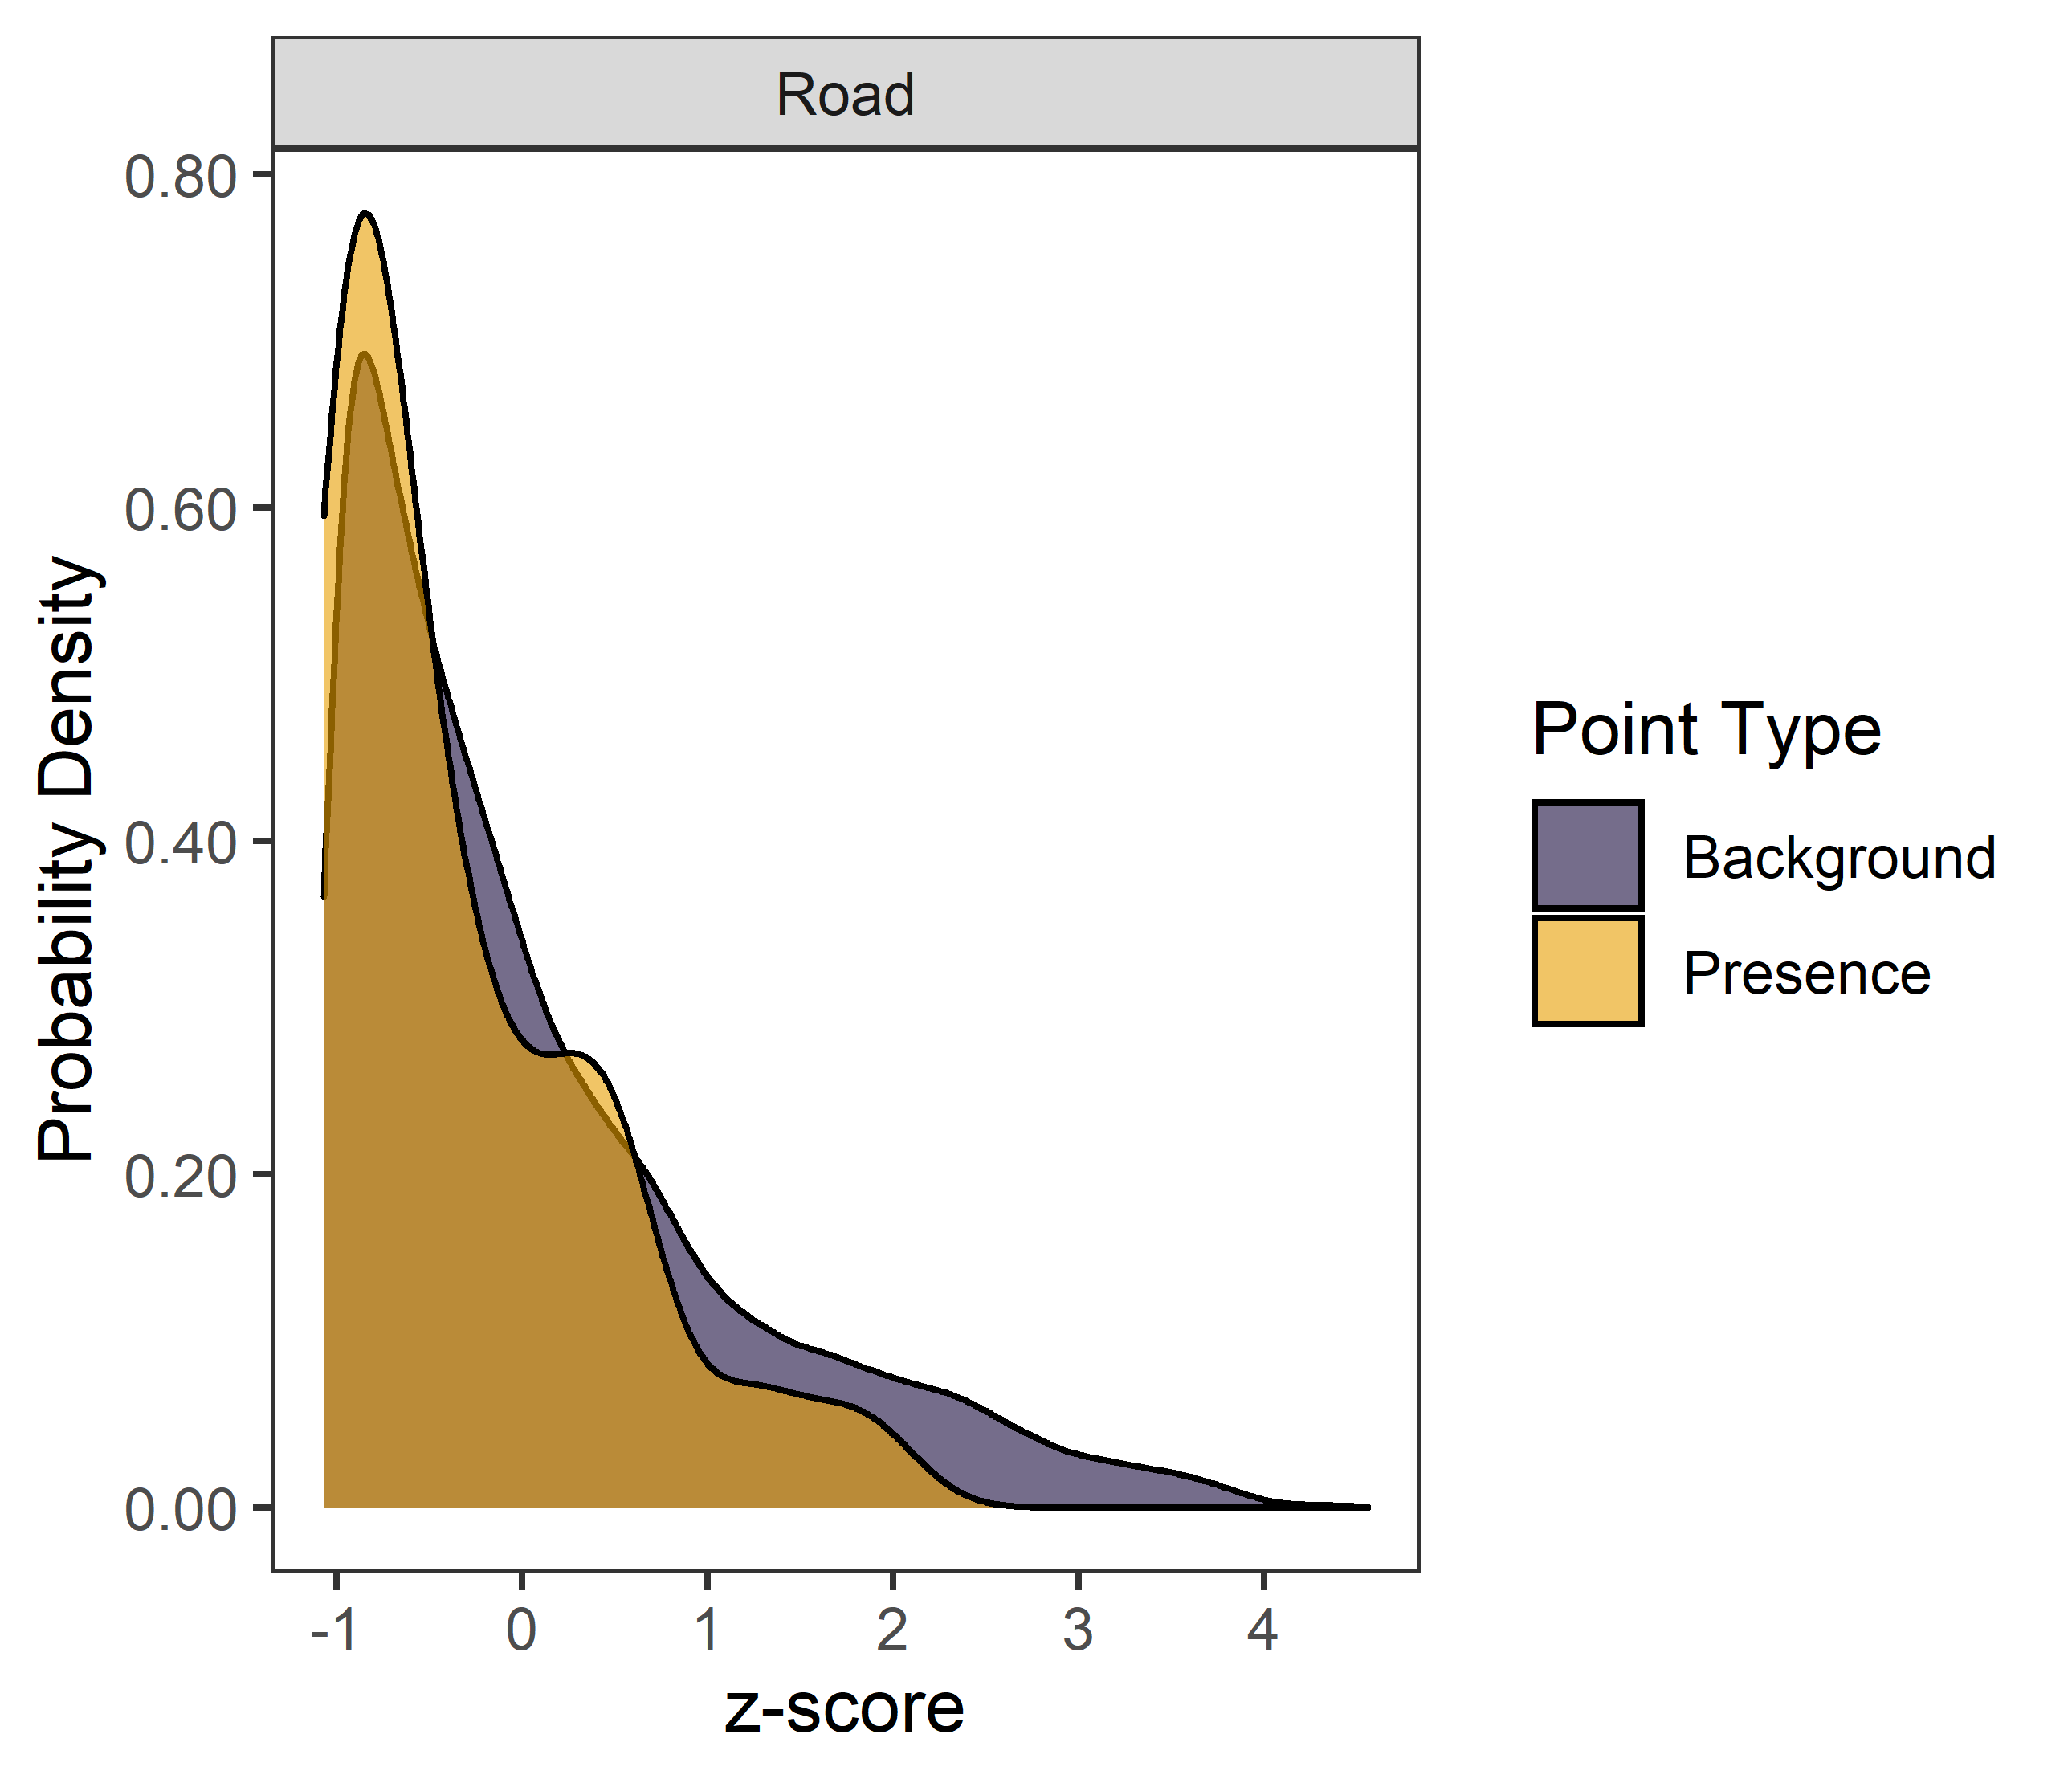 Road
0.80
0.60
0.40
0.20
0.00
Probability Density
-1 0 1 2 3 4
z-score
Point Type
Background
Presence